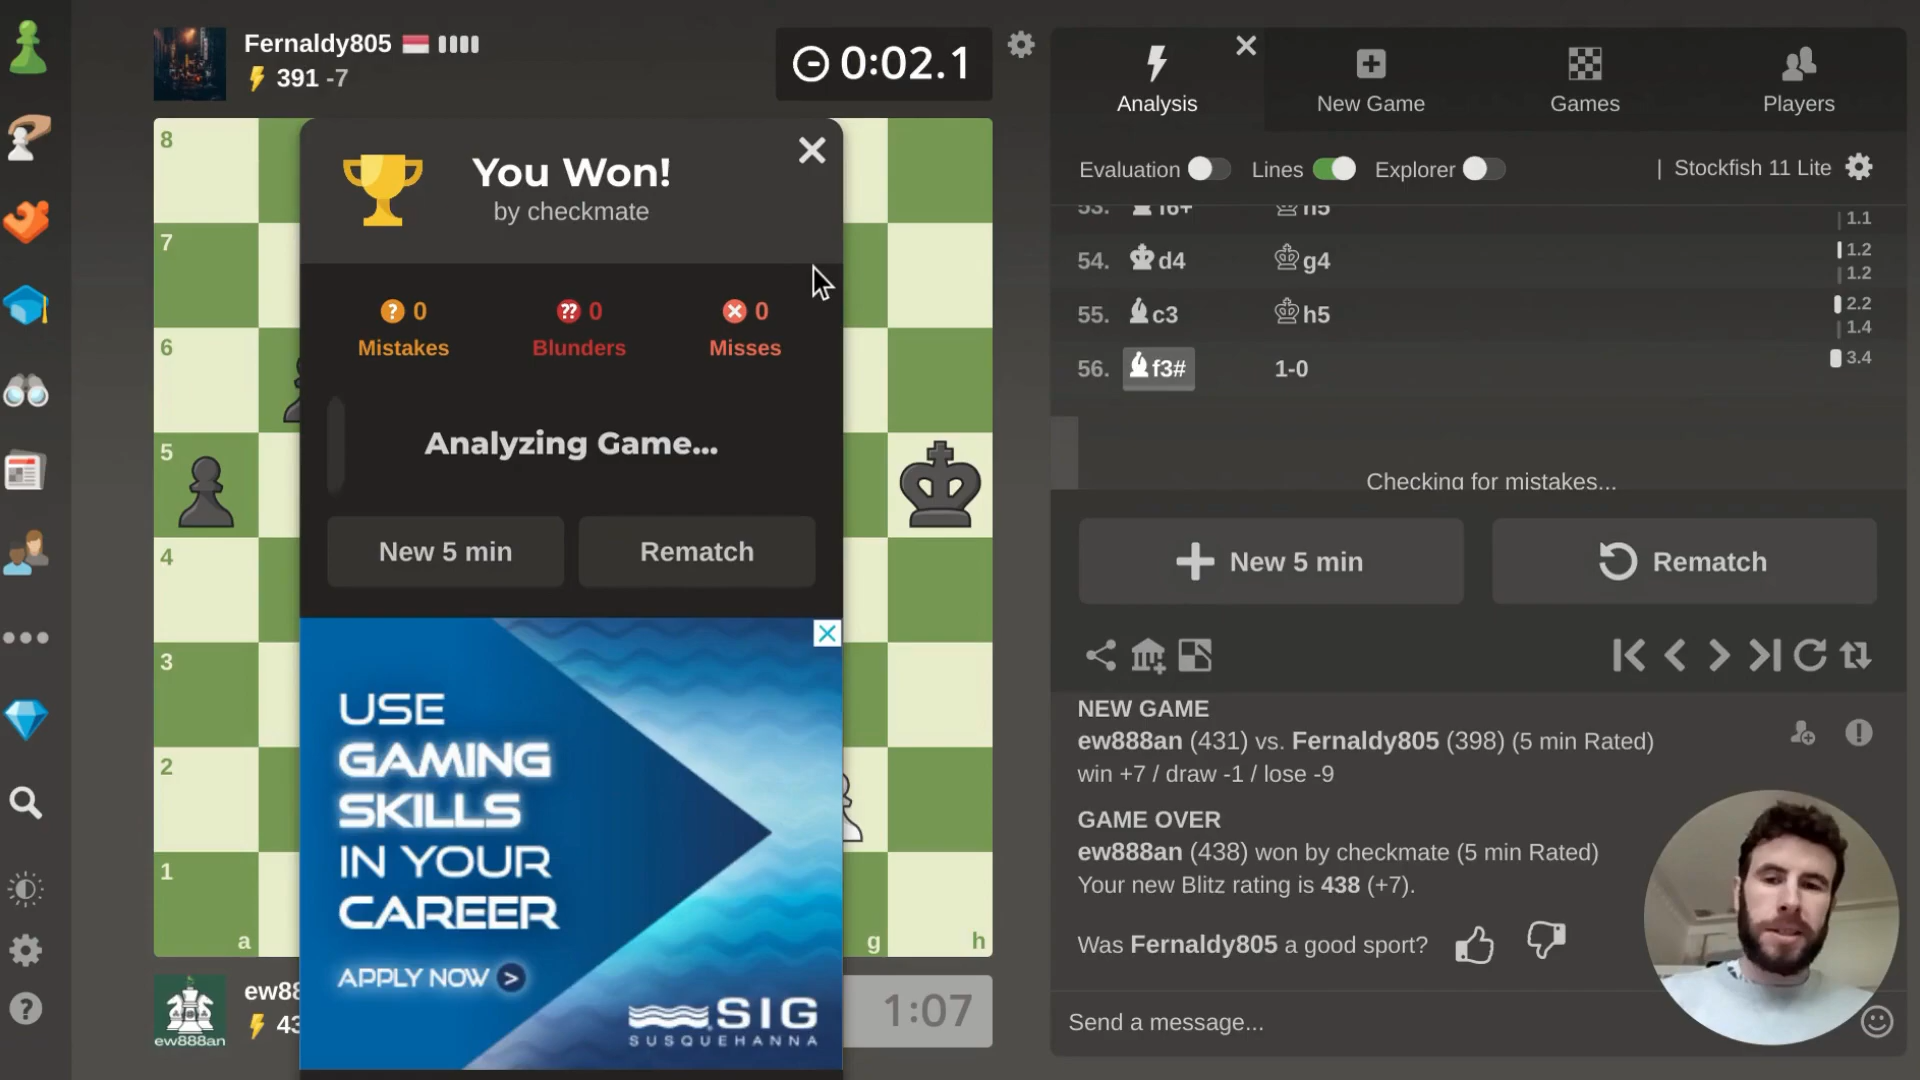 Fernaldy805
391 -7
0:02.1
8
7
6
5
4
3
2
1
a
g
h
You Won!
by checkmate
? 0
Mistakes
?? 0
Blunders
0
Misses
Analyzing Game...
New 5 min
Rematch
USE
GAMING
SKILLS
IN YOUR
CAREER
APPLY NOW >
SIG
SUSQUEHANNA
ew888an
1:07
Analysis
New Game
Games
Players
Evaluation
Lines
Explorer
| Stockfish 11 Lite
53. f6+ h5
1.1
54. d4 g4
1.2
1.2
55. c3 h5
2.2
1.4
56. f3# 1-0
3.4
Checking for mistakes...
New 5 min
Rematch
NEW GAME
ew888an (431) vs. Fernaldy805 (398) (5 min Rated)
win +7 / draw -1 / lose -9
GAME OVER
ew888an (438) won by checkmate (5 min Rated)
Your new Blitz rating is 438 (+7).
Was Fernaldy805 a good sport?
Send a message...